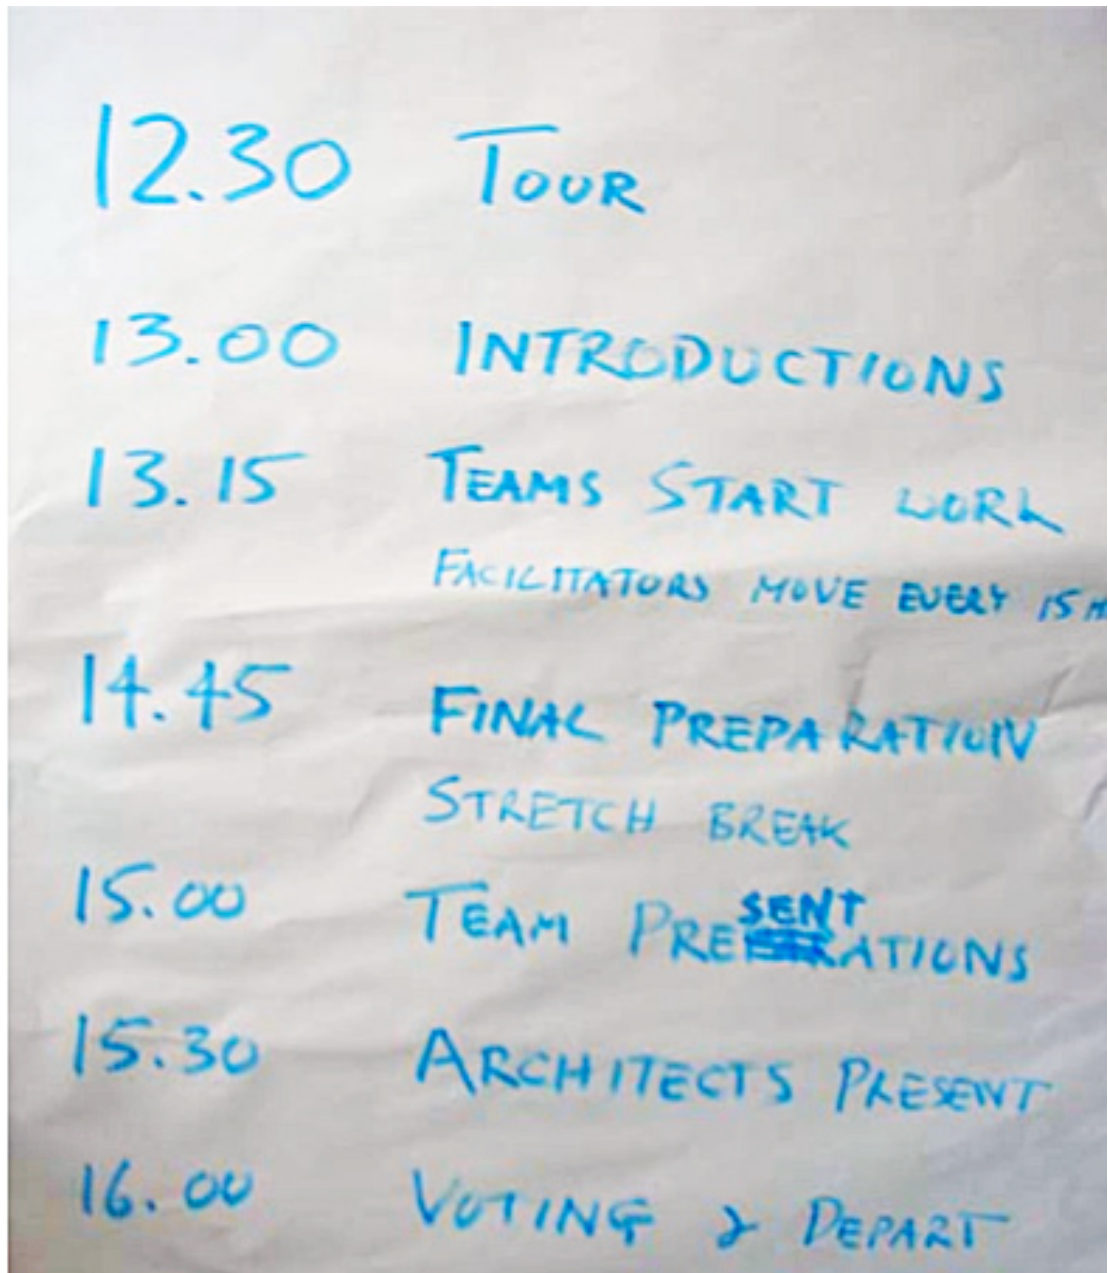 12.30 TOUR
13.00 INTRODUCTIONS
13.15 TEAMS START WORK
FACILITATORS MOVE EVERY 15
14.45 FINAL PREPARATION
STRETCH BREAK
15.00 TEAM PRESENTATIONS
15.30 ARCHITECTS PRESENT
16.00 VOTING & DEPART